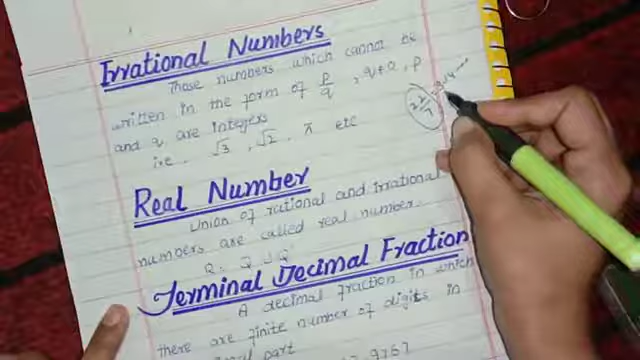 Irrational Numbers
Those numbers which cannot be
written in the form of p/q , q≠0 , p
and q are integers
i.e. √3 , √2 , π etc
22/7
Real Number
Union of rational and irrational
numbers are called real number.
Terminal Decimal Fraction
A decimal fraction in which
there are finite number of digits in
part